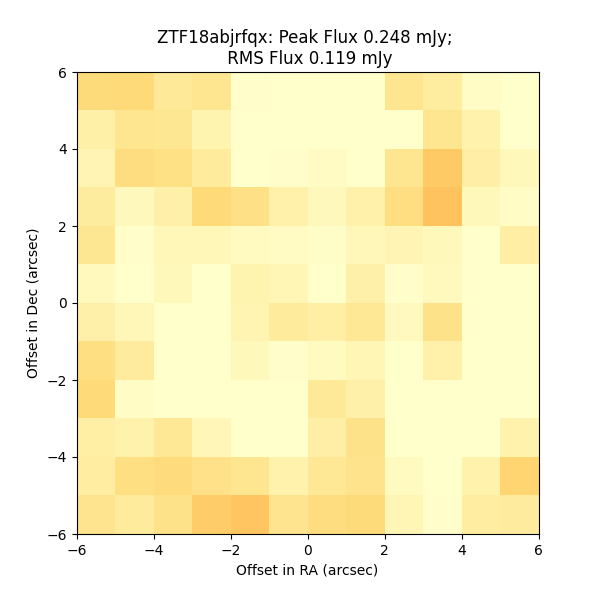 ZTF18abjrfqx: Peak Flux 0.248 mJy;
RMS Flux 0.119 mJy
6
4
2
0
−2
−4
−6
Offset in Dec (arcsec)
−6 −4 −2 0 2 4 6
Offset in RA (arcsec)